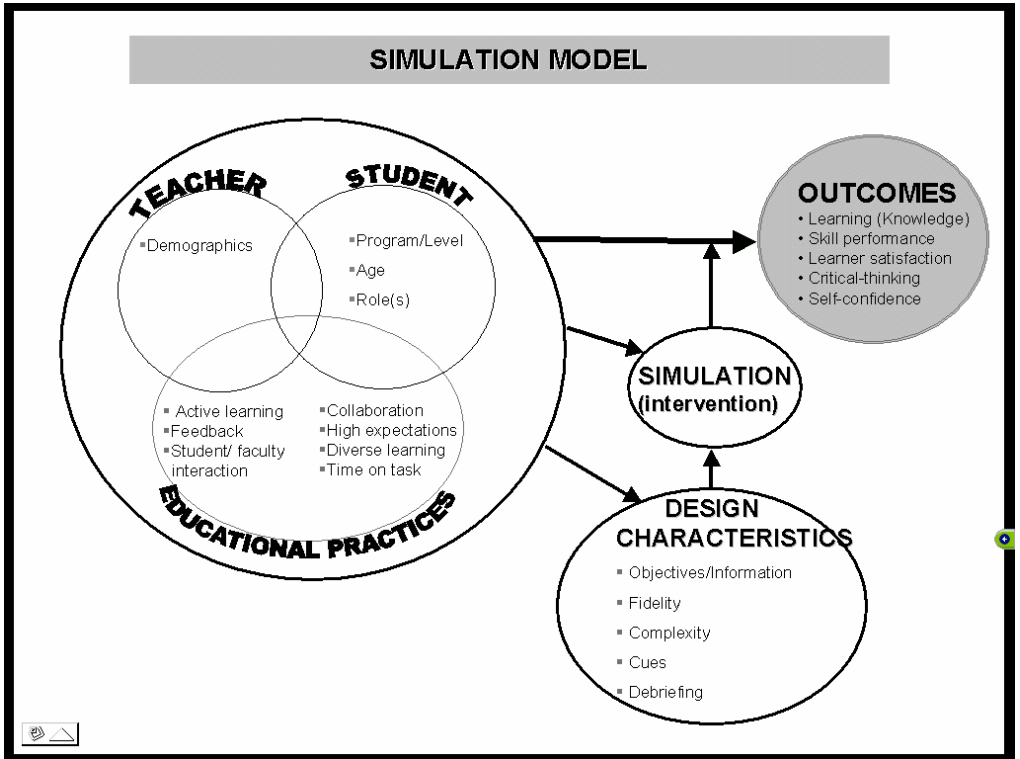 SIMULATION MODEL
TEACHER
▪Demographics
STUDENT
▪Program/Level
▪Age
▪Role(s)
▪ Active learning
▪Feedback
▪Student/ faculty
interaction
▪Collaboration
▪High expectations
▪Diverse learning
▪Time on task
EDUCATIONAL PRACTICES
OUTCOMES
• Learning (Knowledge)
• Skill performance
• Learner satisfaction
• Critical-thinking
• Self-confidence
SIMULATION
(intervention)
DESIGN
CHARACTERISTICS
▪ Objectives/Information
▪ Fidelity
▪ Complexity
▪ Cues
▪ Debriefing